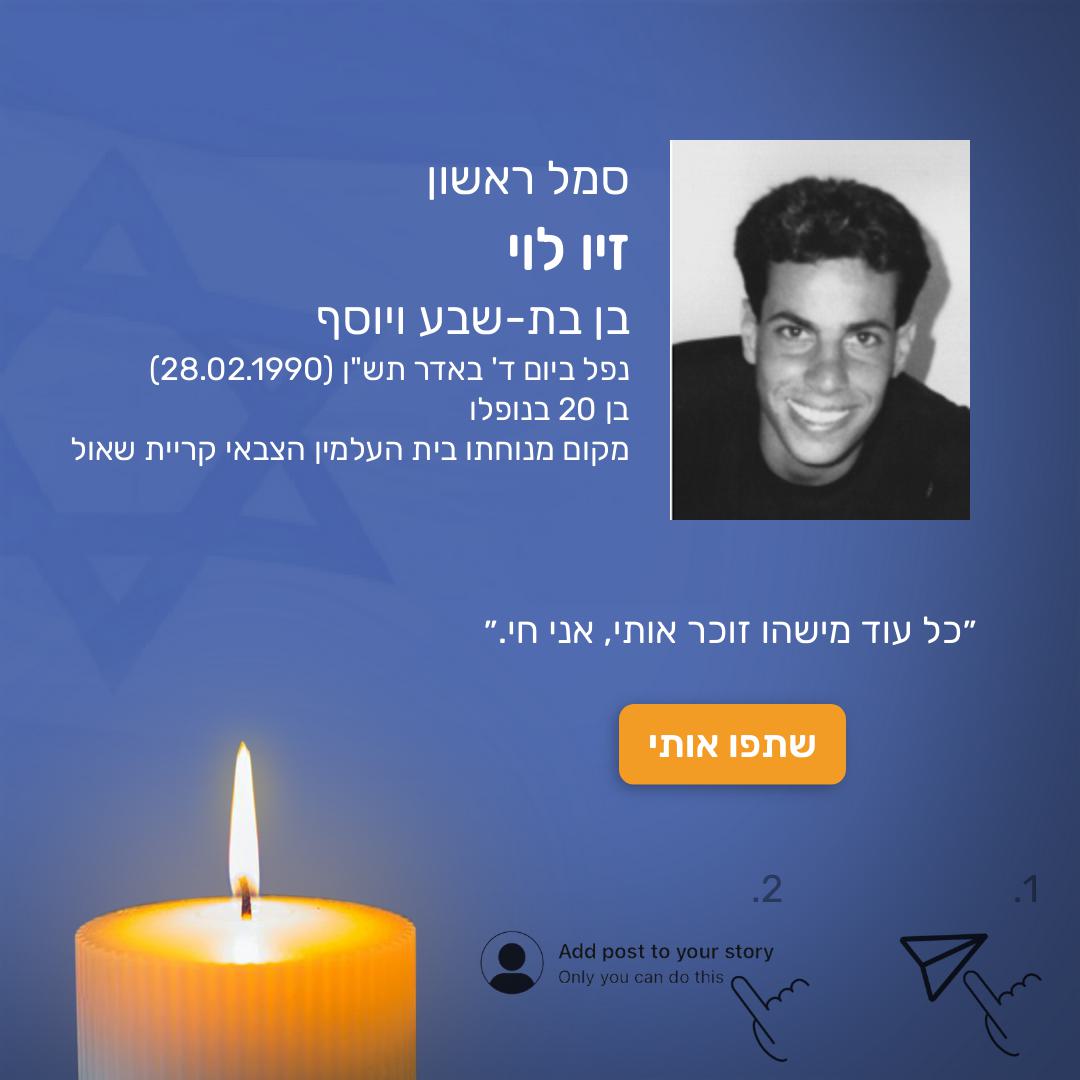 סמל ראשון
זיו לוי
בן בת-שבע ויוסף
נפל ביום ד' באדר תש"ן (28.02.1990)
בן 20 בנופלו
מקום מנוחתו בית העלמין הצבאי קריית שאול
״כל עוד מישהו זוכר אותי, אני חי.״
שתפו אותי
1.
2.
Add post to your story
Only you can do this